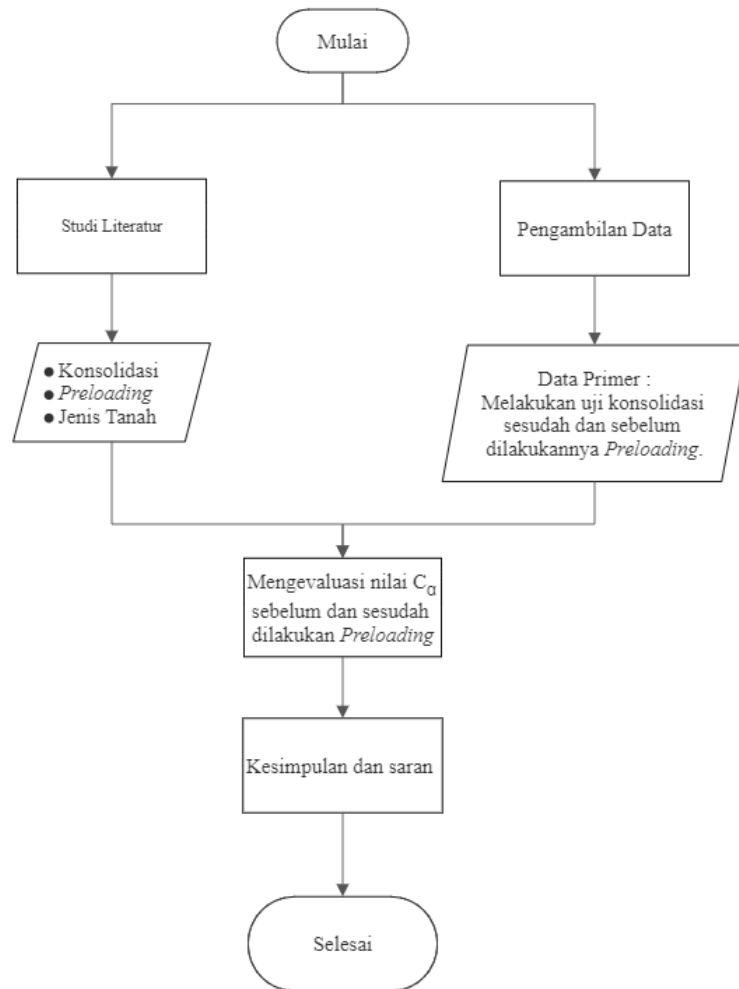 Mulai
Studi Literatur
Pengambilan Data
● Konsolidasi
● Preloading
● Jenis Tanah
Data Primer :
Melakukan uji konsolidasi
sesudah dan sebelum
dilakukannya Preloading.
Mengevaluasi nilai Cα
sebelum dan sesudah
dilakukan Preloading
Kesimpulan dan saran
Selesai